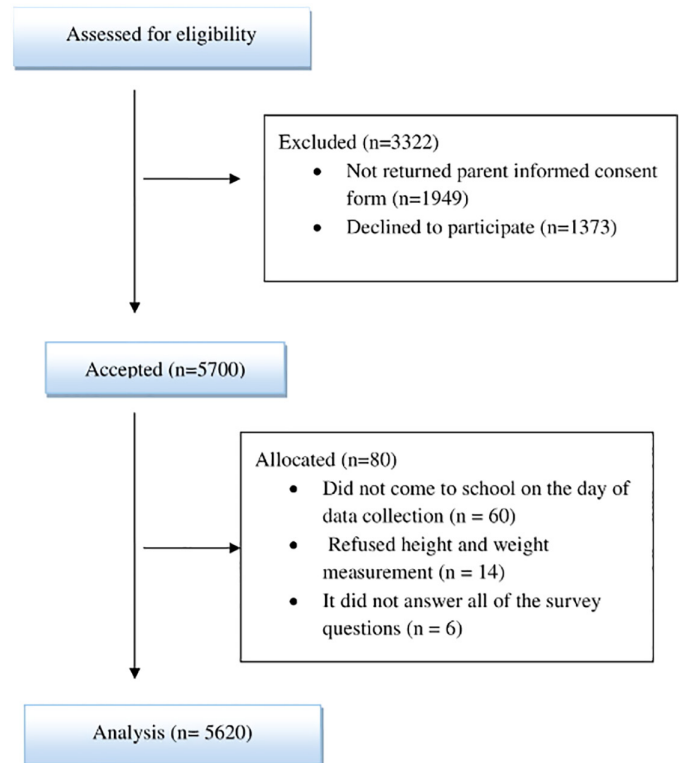 Assessed for eligibility
Excluded (n=3322)
• Not returned parent informed consent
form (n=1949)
• Declined to participate (n=1373)
Accepted (n=5700)
Allocated (n=80)
• Did not come to school on the day of
data collection (n = 60)
• Refused height and weight
measurement (n = 14)
• It did not answer all of the survey
questions (n = 6)
Analysis (n= 5620)